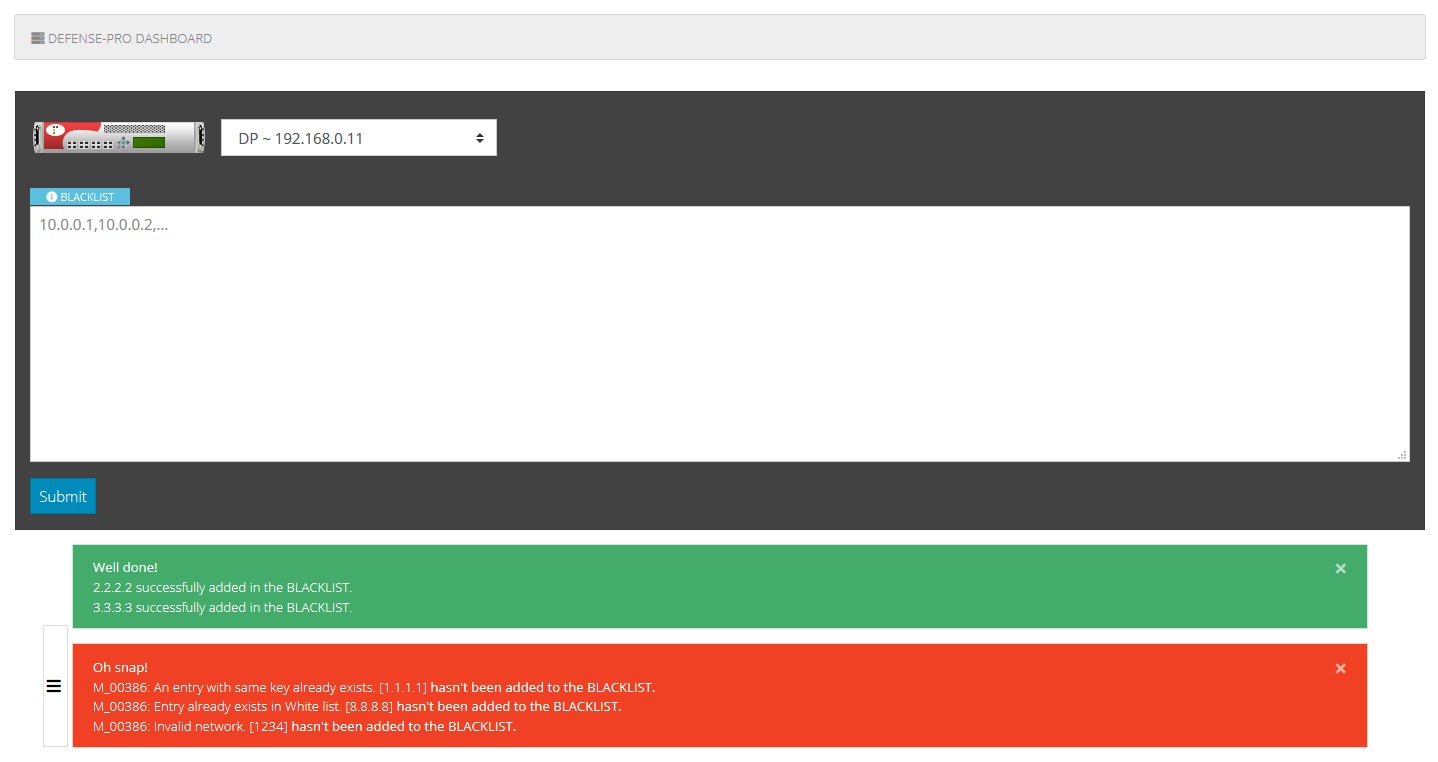 DEFENSE-PRO DASHBOARD
DP ~ 192.168.0.11
BLACKLIST
10.0.0.1,10.0.0.2,...
Submit
Well done!
2.2.2.2 successfully added in the BLACKLIST.
3.3.3.3 successfully added in the BLACKLIST.
Oh snap!
M_00386: An entry with same key already exists. [1.1.1.1] hasn't been added to the BLACKLIST.
M_00386: Entry already exists in White list. [8.8.8.8] hasn't been added to the BLACKLIST.
M_00386: Invalid network. [1234] hasn't been added to the BLACKLIST.